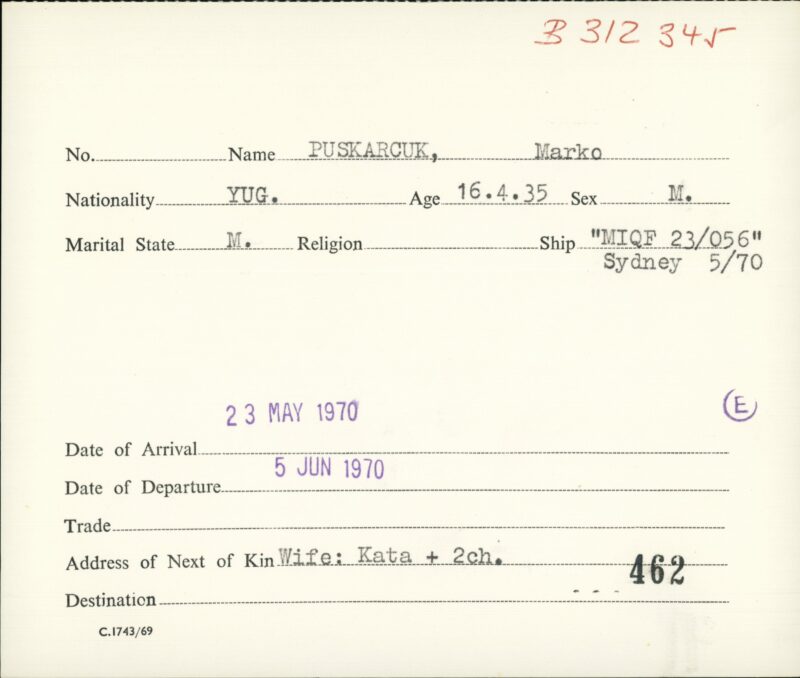 B 312 345
No. Name PUSKARCUK, Marko
Nationality YUG. Age 16.4.35 Sex M.
Marital State M. Religion Ship "MIQF 23/056"
Sydney 5/70
23 MAY 1970
E
Date of Arrival
5 JUN 1970
Date of Departure
Trade
Address of Next of Kin Wife: Kata + 2ch.
462
Destination
C.1743/69